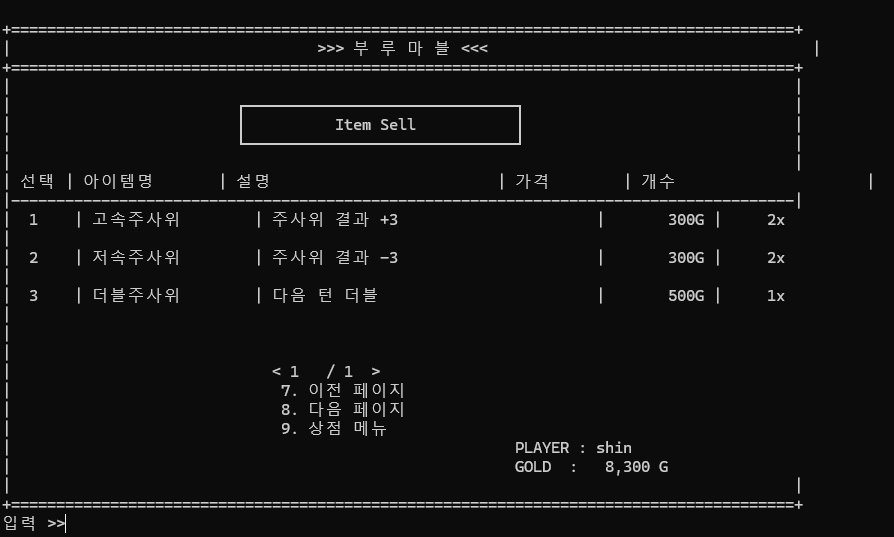 >>> 부 루 마 블 <<<
Item Sell
선택 | 아이템명 | 설명 | 가격 | 개수
1 | 고속주사위 | 주사위 결과 +3 | 300G | 2x
2 | 저속주사위 | 주사위 결과 -3 | 300G | 2x
3 | 더블주사위 | 다음 턴 더블 | 500G | 1x
< 1 / 1 >
7. 이전 페이지
8. 다음 페이지
9. 상점 메뉴
PLAYER : shin
GOLD : 8,300 G
입력 >>